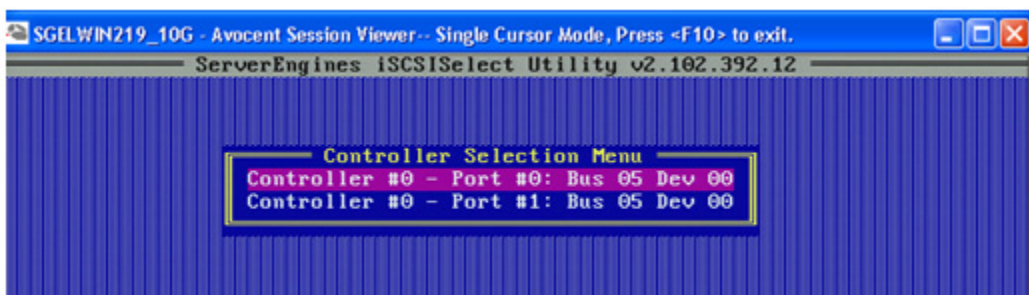 SGELWIN219_10G - Avocent Session Viewer-- Single Cursor Mode, Press <F10> to exit.
ServerEngines iSCSISelect Utility v2.102.392.12
Controller Selection Menu
Controller #0 - Port #0: Bus 05 Dev 00
Controller #0 - Port #1: Bus 05 Dev 00